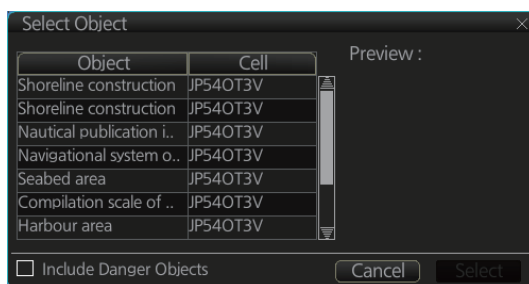 Select Object
Object Cell Preview :
Shoreline construction JP54OT3V
Shoreline construction JP54OT3V
Nautical publication i.. JP54OT3V
Navigational system o.. JP54OT3V
Seabed area JP54OT3V
Compilation scale of .. JP54OT3V
Harbour area JP54OT3V
Include Danger Objects Cancel Select